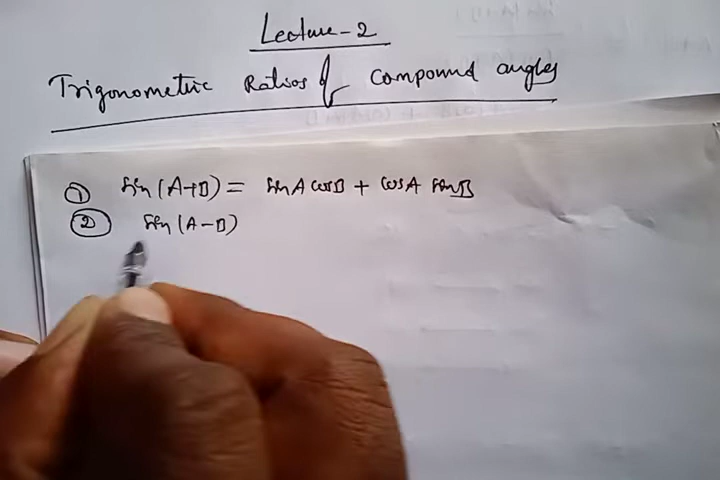 Lecture-2
Trigonometric Ratios of compound angles
① Sin(A+B) = SinA cosB + cosA sinB
② Sin(A-B)